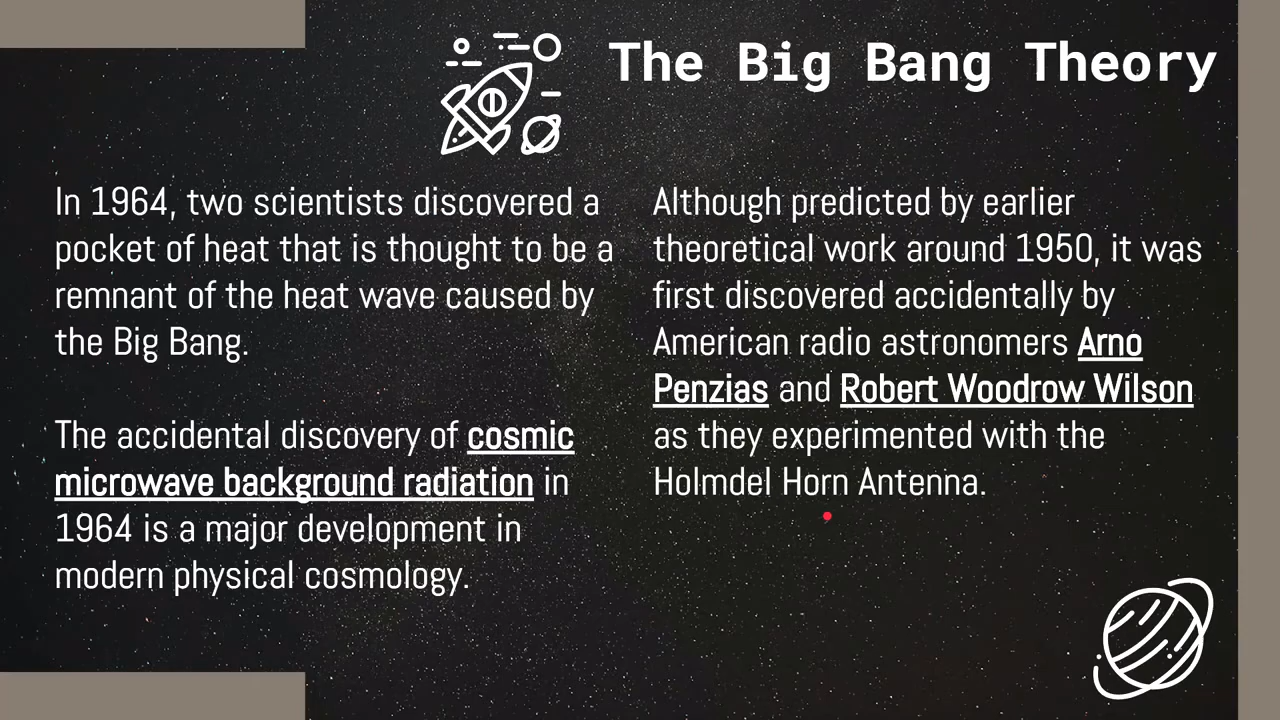 The Big Bang Theory
In 1964, two scientists discovered a
pocket of heat that is thought to be a
remnant of the heat wave caused by
the Big Bang.
The accidental discovery of cosmic
microwave background radiation in
1964 is a major development in
modern physical cosmology.
Although predicted by earlier
theoretical work around 1950, it was
first discovered accidentally by
American radio astronomers Arno
Penzias and Robert Woodrow Wilson
as they experimented with the
Holmdel Horn Antenna.